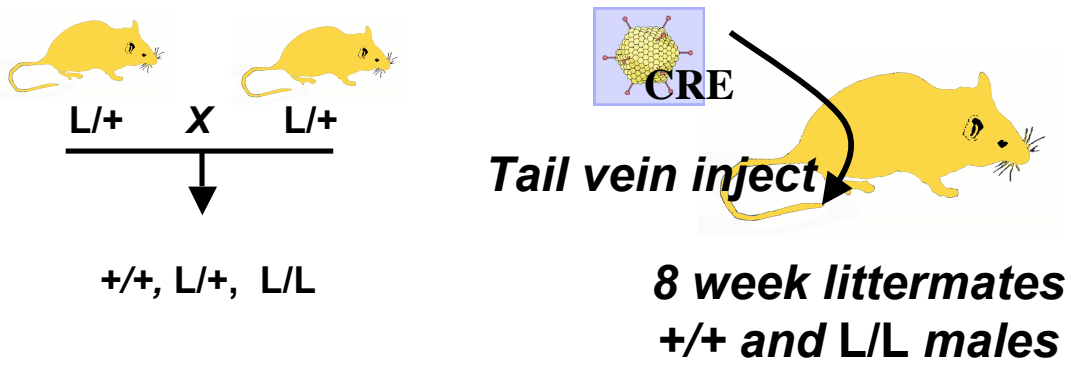 L/+ X L/+
+/+, L/+, L/L
CRE
Tail vein inject
8 week littermates
+/+ and L/L males